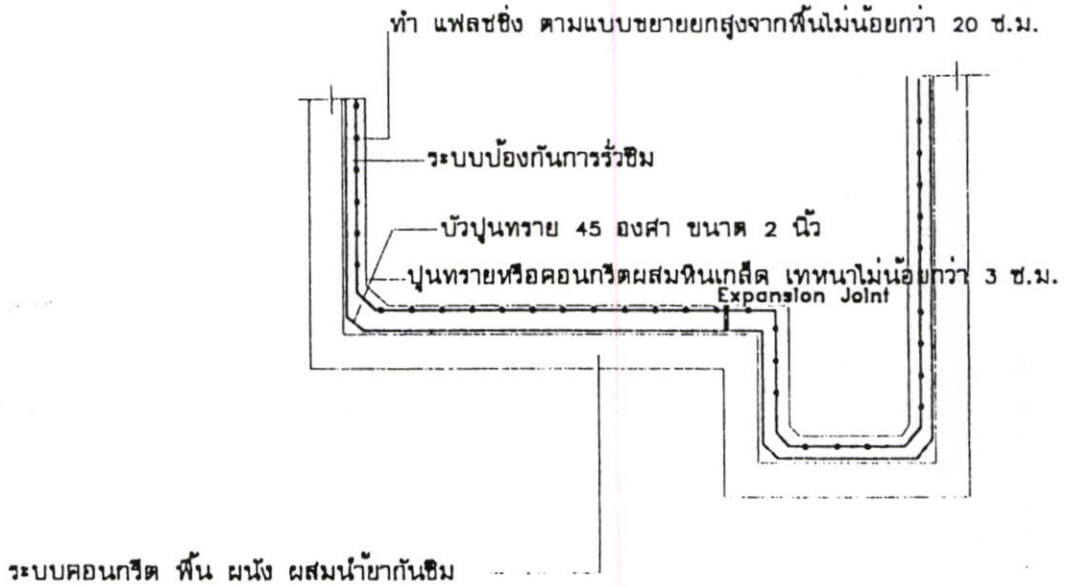 ทำ แฟลชชิ่ง ตามแบบขยายยกสูงจากพื้นไม่น้อยกว่า 20 ซ.ม.
ระบบป้องกันการรั่วซึม
บัวปูนทราย 45 องศา ขนาด 2 นิ้ว
ปูนทรายหรือคอนกรีตผสมหินเกล็ด เทหนาไม่น้อยกว่า 3 ซ.ม.
Expansion Joint
ระบบคอนกรีต พื้น ผนัง ผสมน้ำยากันซึม